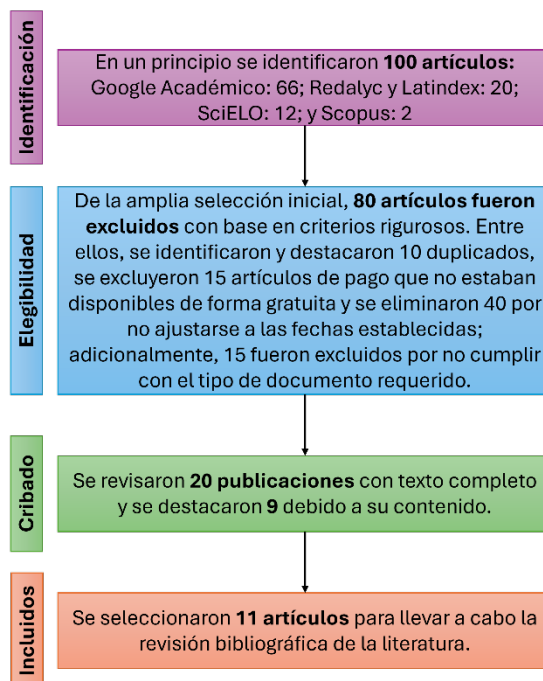 Identificación
En un principio se identificaron 100 artículos:
Google Académico: 66; Redalyc y Latindex: 20;
SciELO: 12; y Scopus: 2
Elegibilidad
De la amplia selección inicial, 80 artículos fueron
excluidos con base en criterios rigurosos. Entre
ellos, se identificaron y destacaron 10 duplicados,
se excluyeron 15 artículos de pago que no estaban
disponibles de forma gratuita y se eliminaron 40 por
no ajustarse a las fechas establecidas;
adicionalmente, 15 fueron excluidos por no cumplir
con el tipo de documento requerido.
Cribado
Se revisaron 20 publicaciones con texto completo
y se destacaron 9 debido a su contenido.
Incluidos
Se seleccionaron 11 artículos para llevar a cabo la
revisión bibliográfica de la literatura.